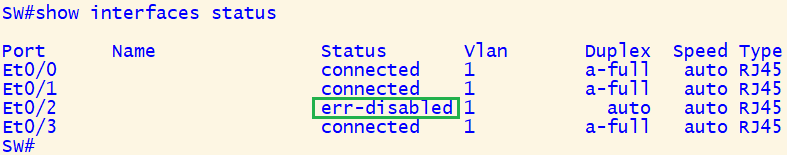 SW#show interfaces status
Port      Name               Status       Vlan       Duplex  Speed Type
Et0/0                        connected    1          a-full   auto RJ45
Et0/1                        connected    1          a-full   auto RJ45
Et0/2                        err-disabled 1            auto   auto RJ45
Et0/3                        connected    1          a-full   auto RJ45
SW#